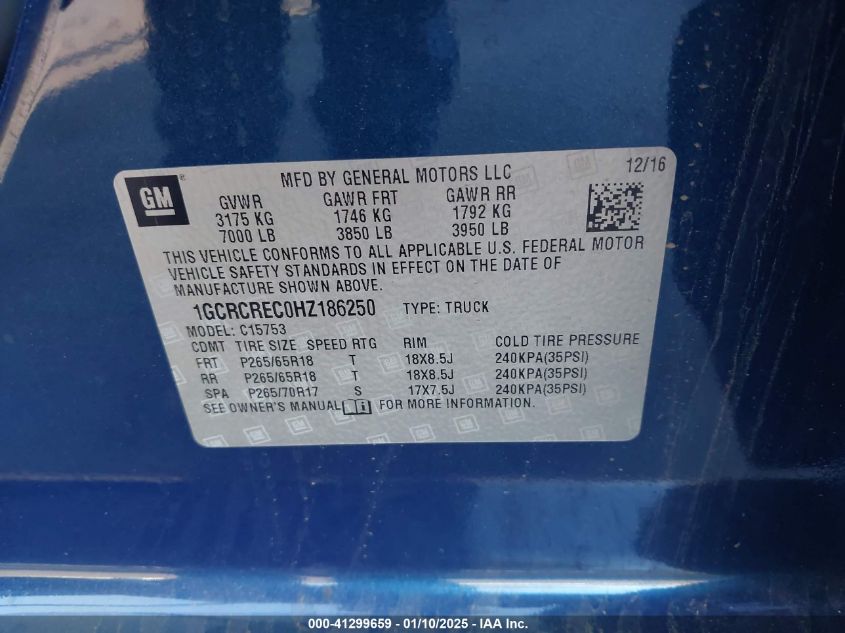 GM ®
MFD BY GENERAL MOTORS LLC
12/16
GVWR GAWR FRT GAWR RR
3175 KG 1746 KG 1792 KG
7000 LB 3850 LB 3950 LB
THIS VEHICLE CONFORMS TO ALL APPLICABLE U.S. FEDERAL MOTOR
VEHICLE SAFETY STANDARDS IN EFFECT ON THE DATE OF
MANUFACTURE SHOWN ABOVE.
1GCRCREC0HZ186250 TYPE: TRUCK
MODEL: C15753
CDMT TIRE SIZE SPEED RTG RIM COLD TIRE PRESSURE
FRT P265/65R18 T 18X8.5J 240KPA(35PSI)
RR P265/65R18 T 18X8.5J 240KPA(35PSI)
SPA P265/70R17 S 17X7.5J 240KPA(35PSI)
SEE OWNER'S MANUAL FOR MORE INFORMATION.
000-41299659 - 01/10/2025 - IAA Inc.